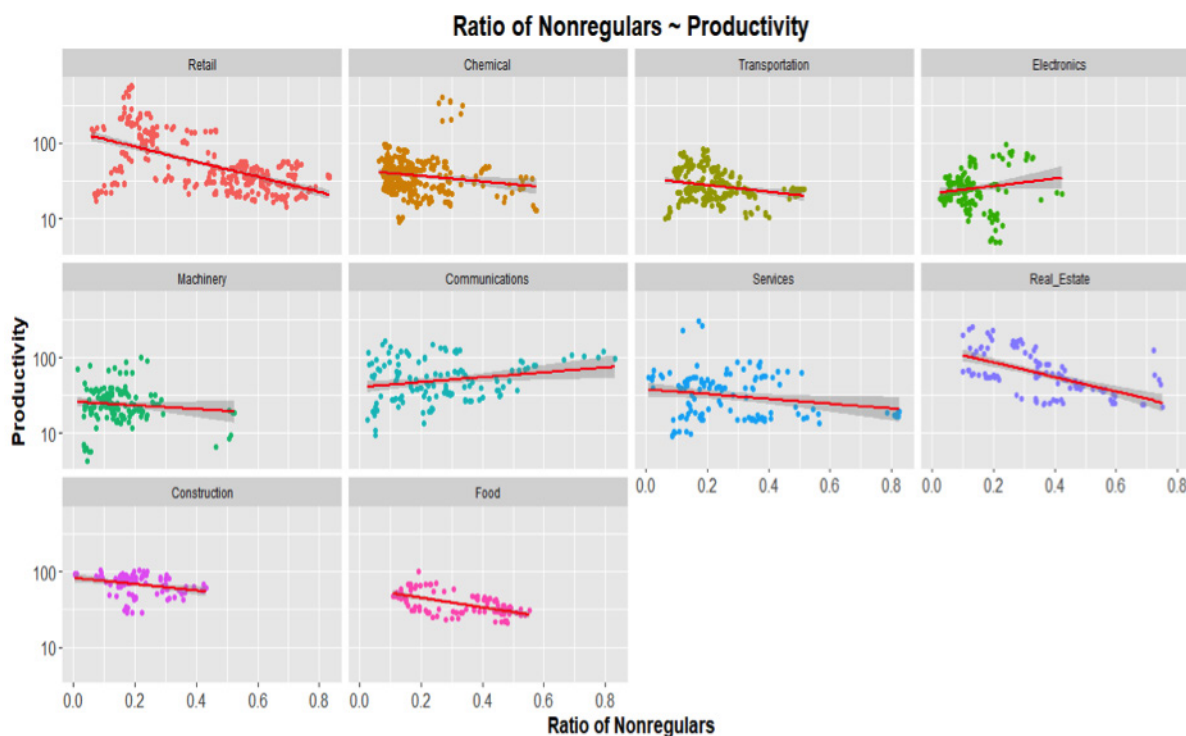 Ratio of Nonregulars ~ Productivity
Retail Chemical Transportation Electronics
100
10
Machinery Communications Services Real_Estate
100
10
0.0 0.2 0.4 0.6 0.8 0.0 0.2 0.4 0.6 0.8
Construction Food
100
10
0.0 0.2 0.4 0.6 0.8 0.0 0.2 0.4 0.6 0.8
Productivity
Ratio of Nonregulars